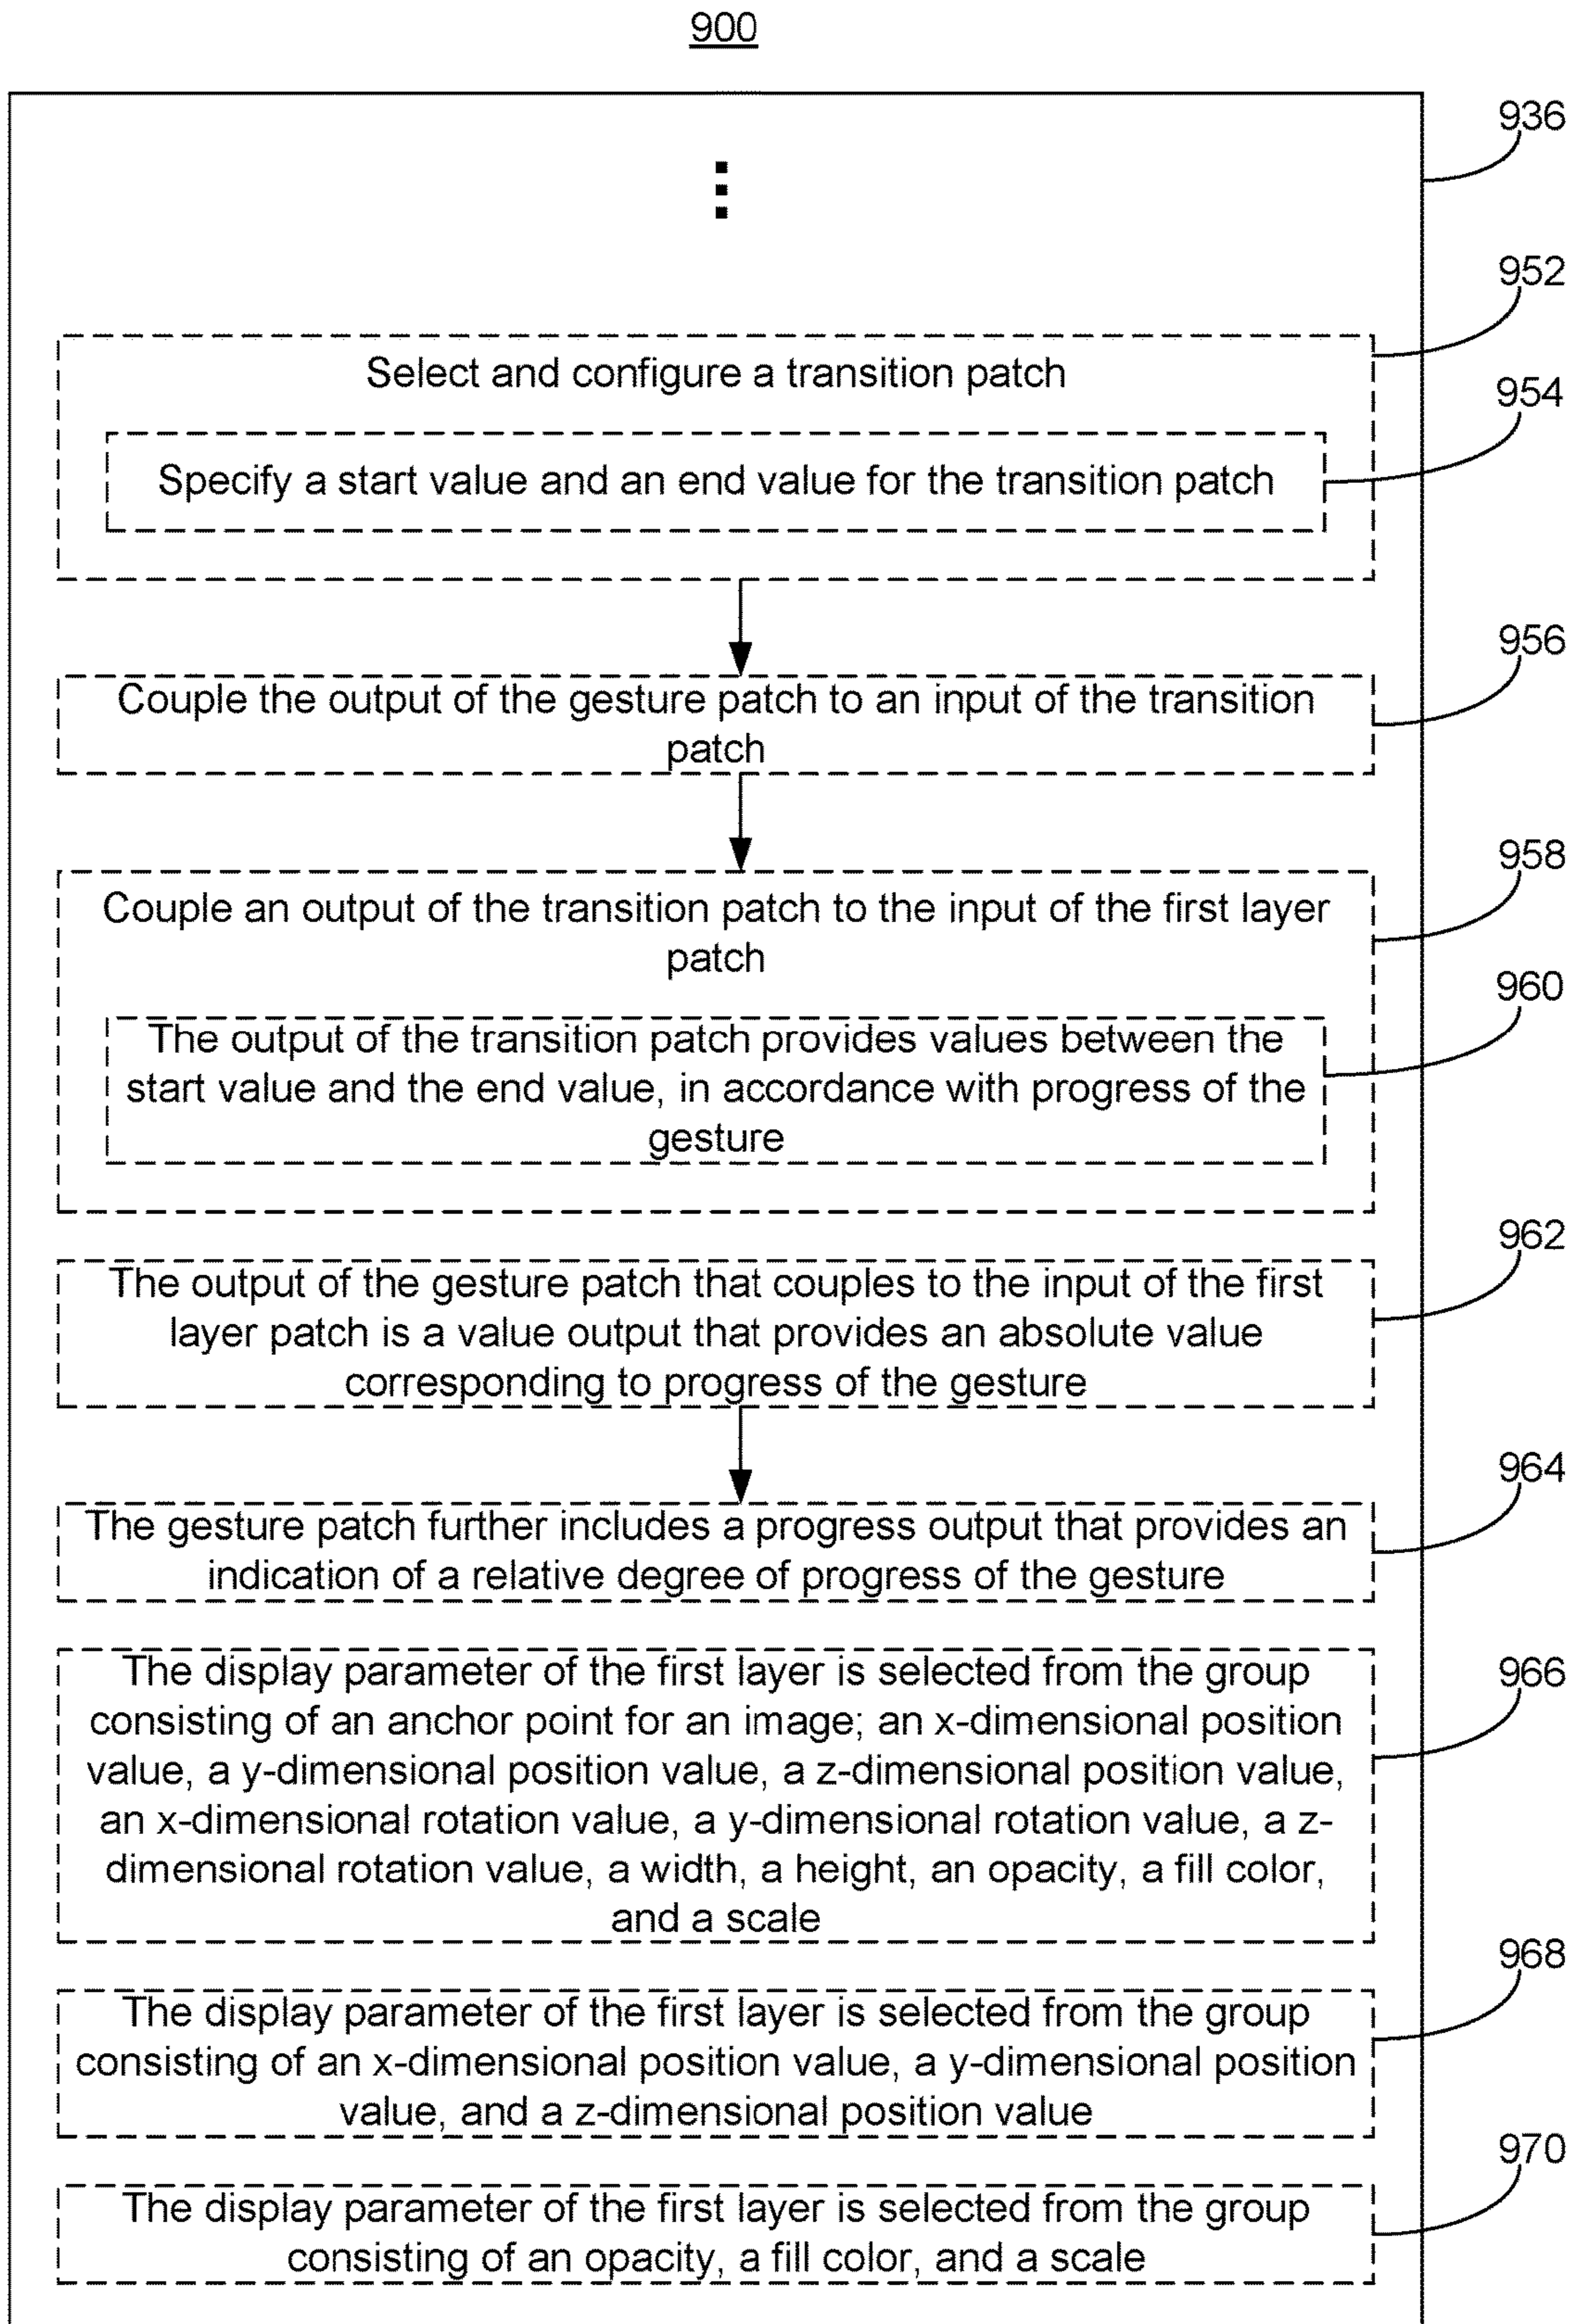 900
936
952
Select and configure a transition patch
954
Specify a start value and an end value for the transition patch
956
Couple the output of the gesture patch to an input of the transition
patch
958
Couple an output of the transition patch to the input of the first layer
patch
960
The output of the transition patch provides values between the
start value and the end value, in accordance with progress of the
gesture
962
The output of the gesture patch that couples to the input of the first
layer patch is a value output that provides an absolute value
corresponding to progress of the gesture
964
The gesture patch further includes a progress output that provides an
indication of a relative degree of progress of the gesture
966
The display parameter of the first layer is selected from the group
consisting of an anchor point for an image; an x-dimensional position
value, a y-dimensional position value, a z-dimensional position value,
an x-dimensional rotation value, a y-dimensional rotation value, a z-
dimensional rotation value, a width, a height, an opacity, a fill color,
and a scale
968
The display parameter of the first layer is selected from the group
consisting of an x-dimensional position value, a y-dimensional position
value, and a z-dimensional position value
970
The display parameter of the first layer is selected from the group
consisting of an opacity, a fill color, and a scale